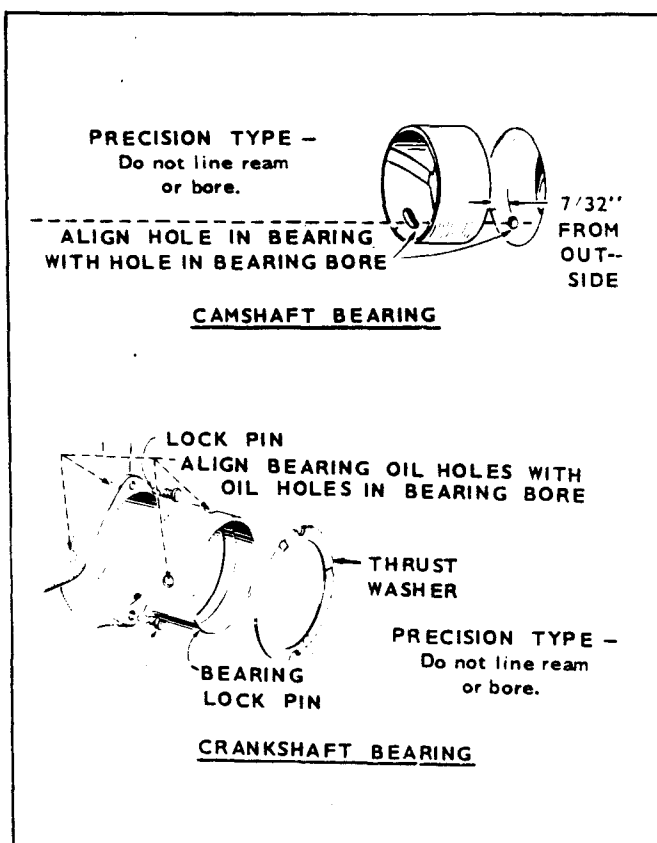 PRECISION TYPE –
Do not line ream
or bore.
7/32''
FROM
OUT--
SIDE
ALIGN HOLE IN BEARING
WITH HOLE IN BEARING BORE
CAMSHAFT BEARING
LOCK PIN
ALIGN BEARING OIL HOLES WITH
OIL HOLES IN BEARING BORE
THRUST
WASHER
PRECISION TYPE –
Do not line ream
or bore.
BEARING
LOCK PIN
CRANKSHAFT BEARING